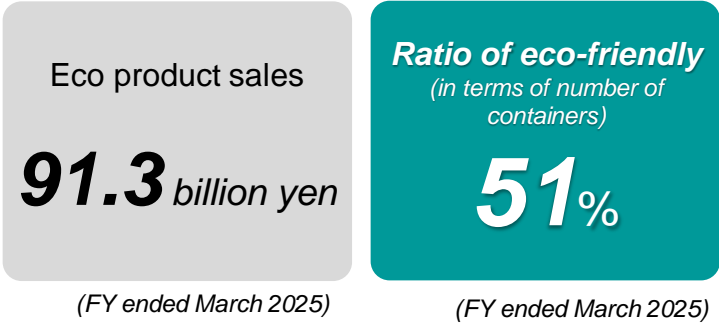 Eco product sales
91.3 billion yen
(FY ended March 2025)
Ratio of eco-friendly
(in terms of number of
containers)
51%
(FY ended March 2025)